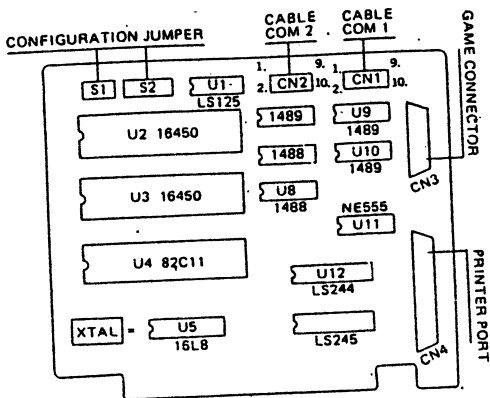 CONFIGURATION JUMPER
CABLE
COM 2
CABLE
COM 1
GAME CONNECTOR
S1
S2
U1
LS125
1.
2.
CN2
9.
10.
1.
2.
CN1
9.
10.
U2 16450
1489
U9
1489
1488
U10
1489
CN3
U3 16450
U8
1488
NE555
U11
U4 82C11
U12
LS244
PRINTER PORT
XTAL
=
U5
16L8
LS245
CN4